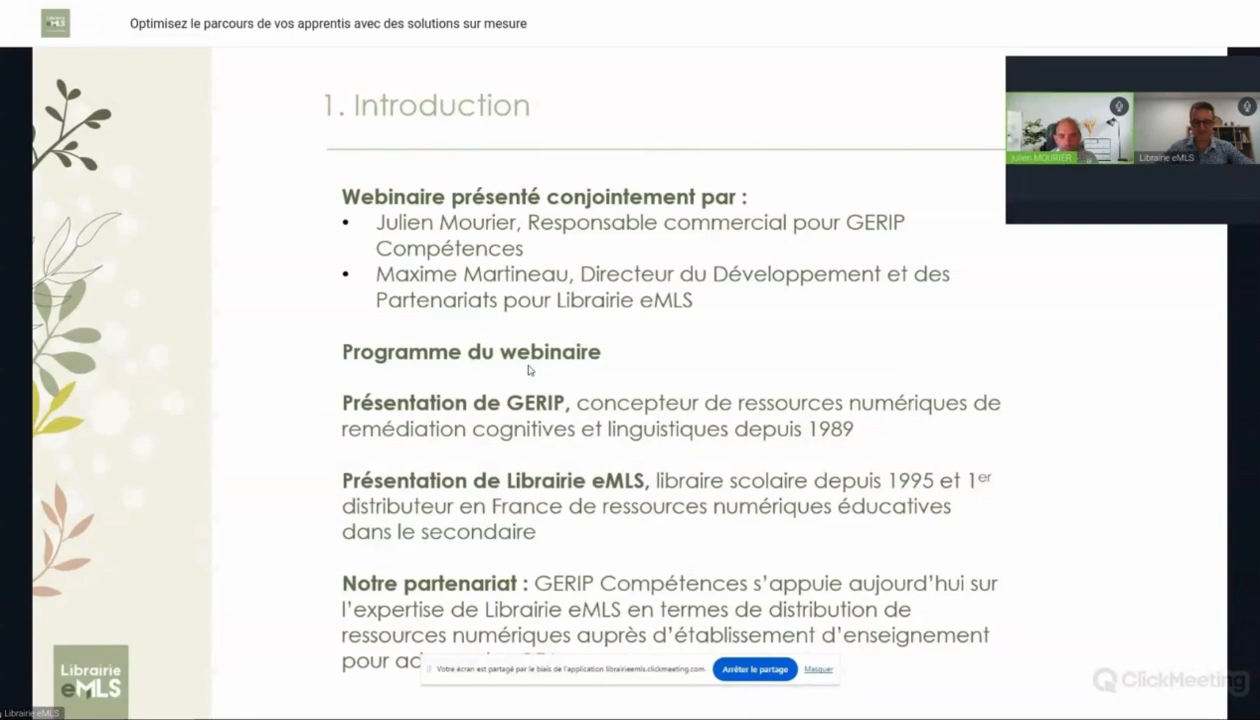 Librairie
eMLS
Optimisez le parcours de vos apprentis avec des solutions sur mesure
1. Introduction
Julien MOURIER
Librairie eMLS
Webinaire présenté conjointement par :
• Julien Mourier, Responsable commercial pour GERIP
Compétences
• Maxime Martineau, Directeur du Développement et des
Partenariats pour Librairie eMLS
Programme du webinaire
Présentation de GERIP, concepteur de ressources numériques de
remédiation cognitives et linguistiques depuis 1989
Présentation de Librairie eMLS, libraire scolaire depuis 1995 et 1er
distributeur en France de ressources numériques éducatives
dans le secondaire
Notre partenariat : GERIP Compétences s’appuie aujourd’hui sur
l’expertise de Librairie eMLS en termes de distribution de
ressources numériques auprès d’établissement d’enseignement
pour
Votre écran est partagé par le biais de l'application librairieemls.clickmeeting.com.
Arrêter le partage
Masquer
Librairie
eMLS
ClickMeeting
Librairie eMLS